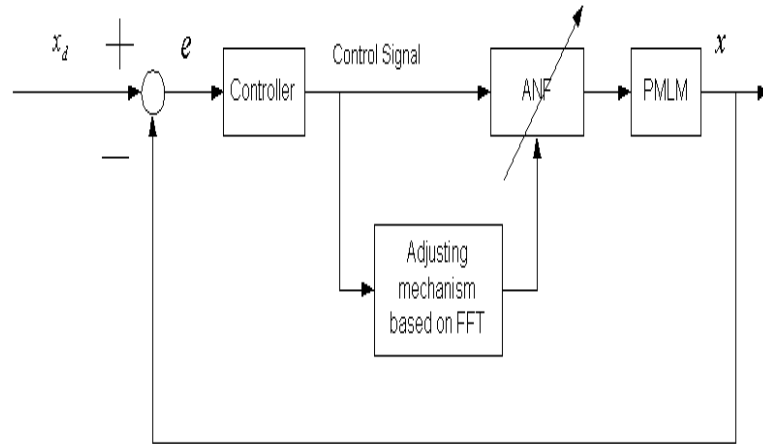 x_d
+
e
Controller
Control Signal
ANF
PMLM
x
−
Adjusting
mechanism
based on FFT